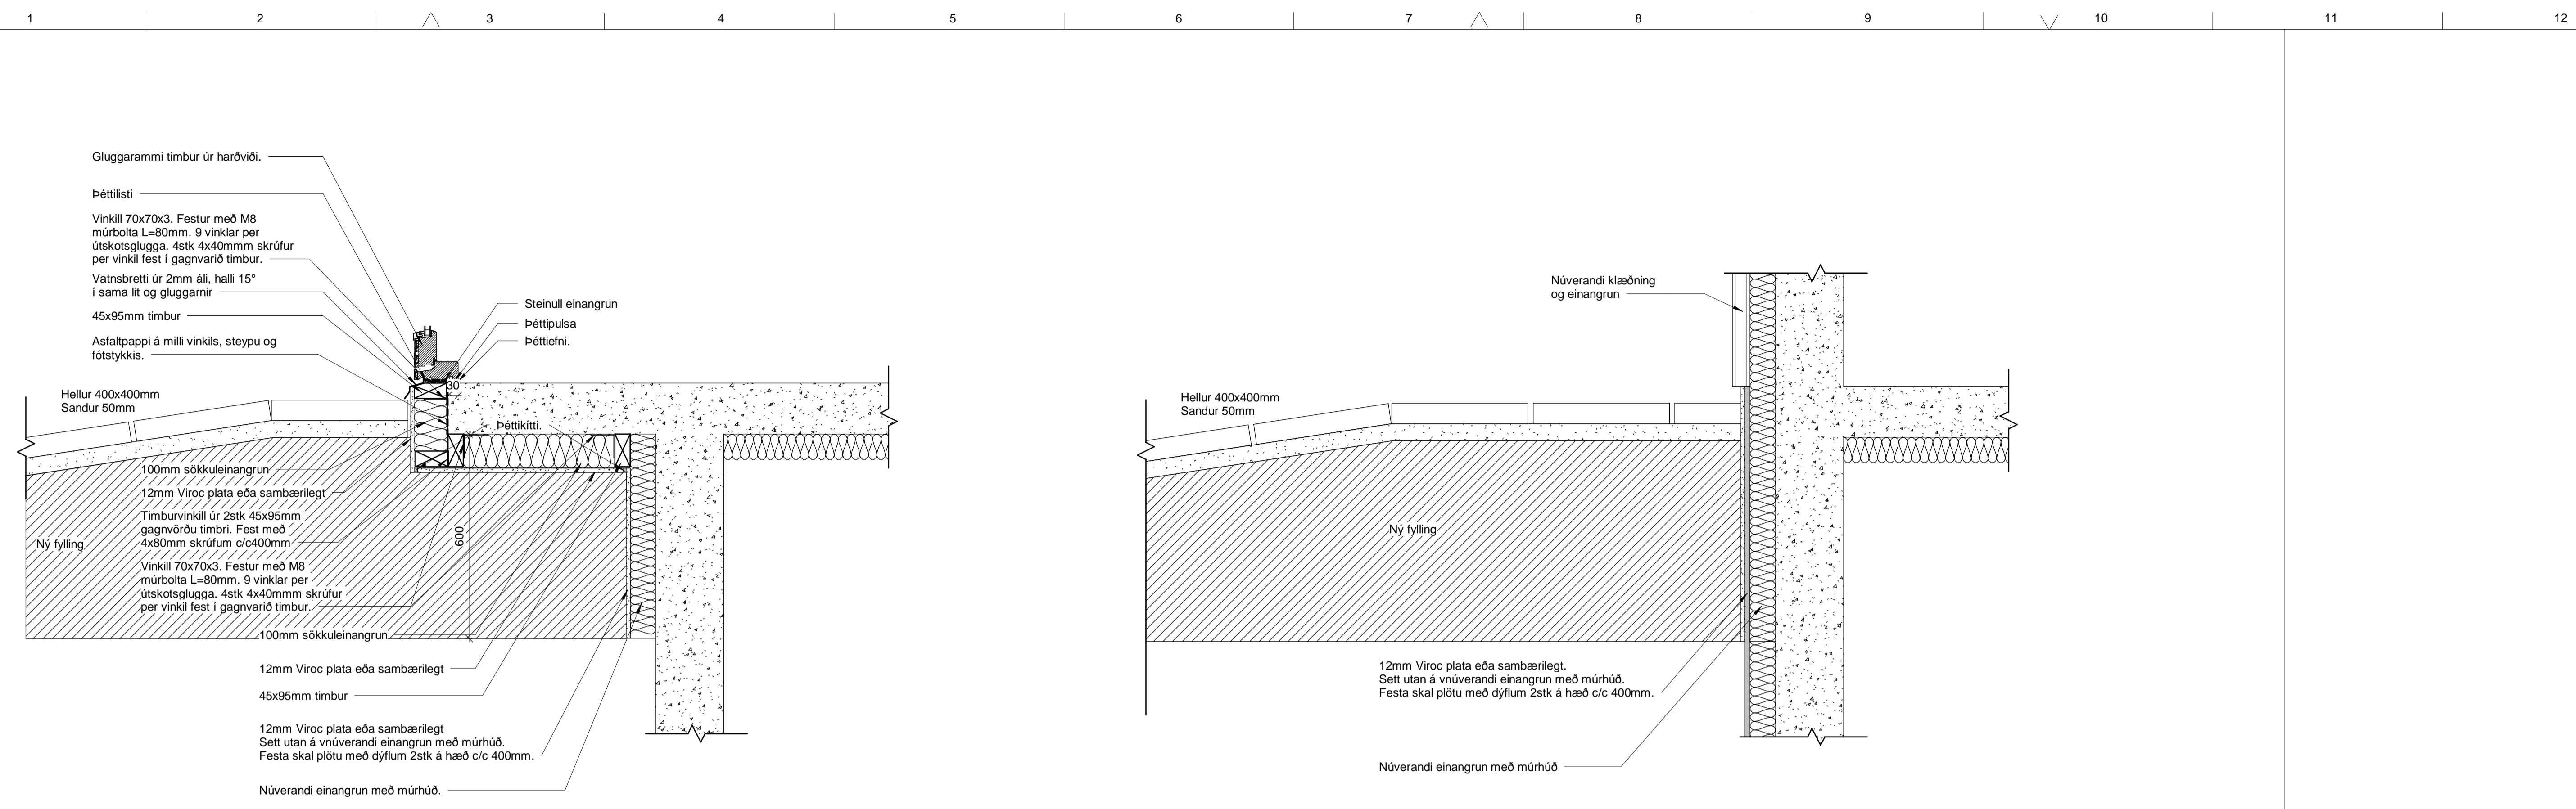 1 2 3 4 5 6 7 8 9 10 11 12
Gluggarammi timbur úr harðviði.
Þéttilisti
Vinkill 70x70x3. Festur með M8
múrbolta L=80mm. 9 vinklar per
útskotsglugga. 4stk 4x40mmm skrúfur
per vinkil fest í gagnvarið timbur.
Vatnsbretti úr 2mm áli, halli 15°
í sama lit og gluggarnir
45x95mm timbur
Asfaltpappi á milli vinkils, steypu og
fótstykkis.
Hellur 400x400mm
Sandur 50mm
Steinull einangrun
Þéttipulsa
Þéttiefni.
30
Þéttikítti.
100mm sökkuleinangrun
12mm Viroc plata eða sambærilegt
Timburvinkill úr 2stk 45x95mm
gagnvörðu timbri. Fest með
4x80mm skrúfum c/c400mm
Ný fylling
600
Vinkill 70x70x3. Festur með M8
múrbolta L=80mm. 9 vinklar per
útskotsglugga. 4stk 4x40mmm skrúfur
per vinkil fest í gagnvarið timbur.
100mm sökkuleinangrun
12mm Viroc plata eða sambærilegt
45x95mm timbur
12mm Viroc plata eða sambærilegt
Sett utan á vnúverandi einangrun með múrhúð.
Festa skal plötu með dýflum 2stk á hæð c/c 400mm.
Núverandi einangrun með múrhúð.
Núverandi klæðning
og einangrun
Hellur 400x400mm
Sandur 50mm
Ný fylling
12mm Viroc plata eða sambærilegt.
Sett utan á vnúverandi einangrun með múrhúð.
Festa skal plötu með dýflum 2stk á hæð c/c 400mm.
Núverandi einangrun með múrhúð